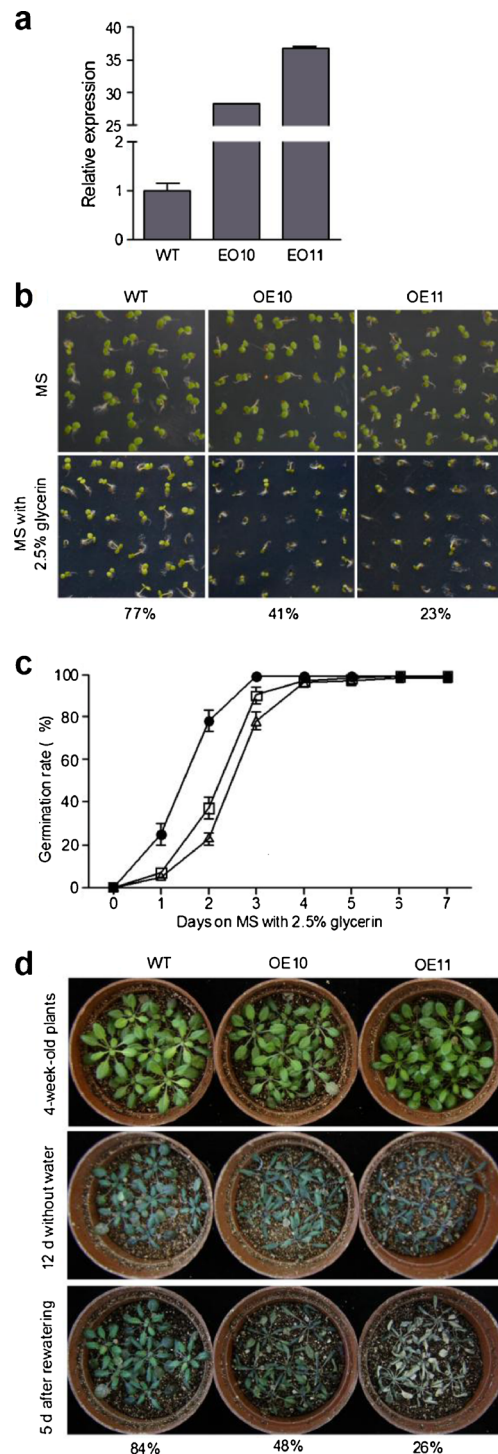 a
Relative expression
40
35
30
25
2
1
0
WT EO10 EO11
b
WT OE10 OE11
MS
MS with
2.5% glycerin
77% 41% 23%
c
Germination rate ( %)
100
80
60
40
20
0
0 1 2 3 4 5 6 7
Days on MS with 2.5% glycerin
d
WT OE10 OE11
4-week-old plants
12 d without water
5 d after rewatering
84% 48% 26%